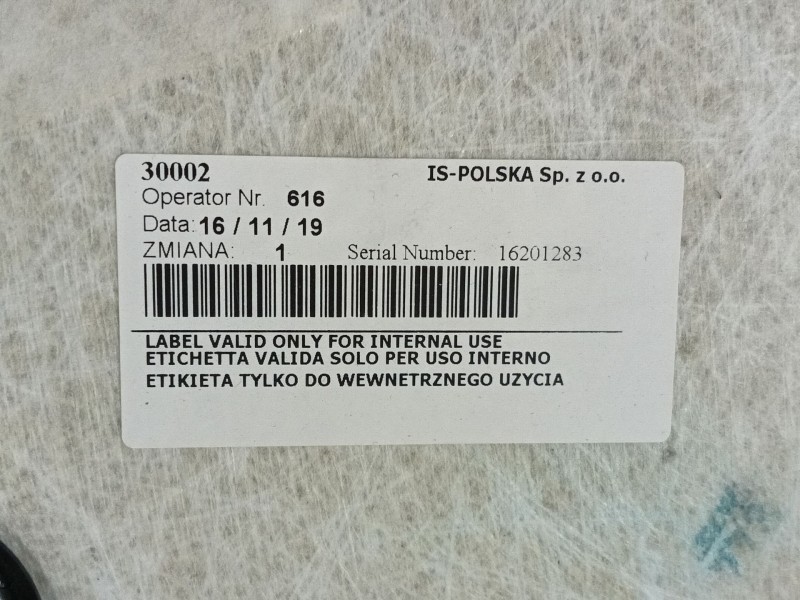 30002 IS-POLSKA Sp. z o.o.
Operator Nr. 616
Data: 16 / 11 / 19
ZMIANA: 1 Serial Number: 16201283
LABEL VALID ONLY FOR INTERNAL USE
ETICHETTA VALIDA SOLO PER USO INTERNO
ETIKIETA TYLKO DO WEWNETRZNEGO UZYCIA